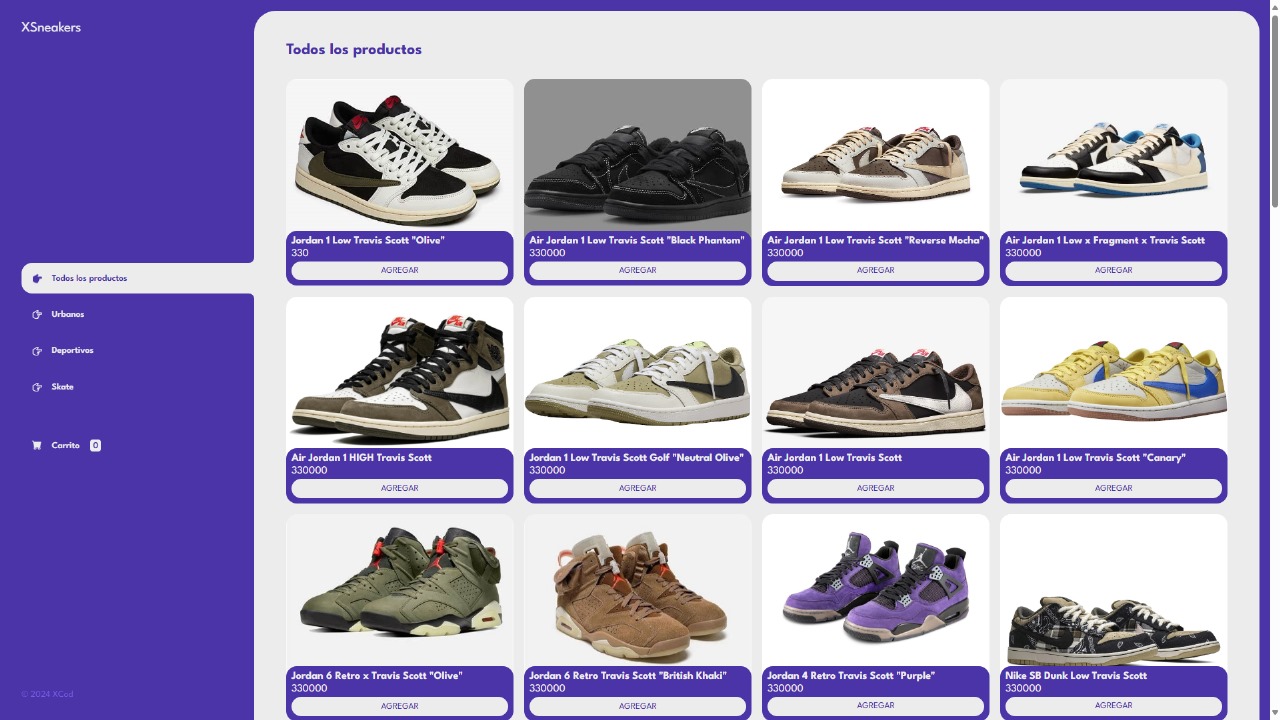 XSneakers
Todos los productos
Urbanos
Deportivos
Skate
Carrito 0
© 2024 XCod
Todos los productos
Jordan 1 Low Travis Scott "Olive"
330
AGREGAR
Air Jordan 1 Low Travis Scott "Black Phantom"
330000
AGREGAR
Air Jordan 1 Low Travis Scott "Reverse Mocha"
330000
AGREGAR
Air Jordan 1 Low x Fragment x Travis Scott
330000
AGREGAR
Air Jordan 1 HIGH Travis Scott
330000
AGREGAR
Jordan 1 Low Travis Scott Golf "Neutral Olive"
330000
AGREGAR
Air Jordan 1 Low Travis Scott
330000
AGREGAR
Air Jordan 1 Low Travis Scott "Canary"
330000
AGREGAR
Jordan 6 Retro x Travis Scott "Olive"
330000
AGREGAR
Jordan 6 Retro Travis Scott "British Khaki"
330000
AGREGAR
Jordan 4 Retro Travis Scott "Purple"
330000
AGREGAR
Nike SB Dunk Low Travis Scott
330000
AGREGAR